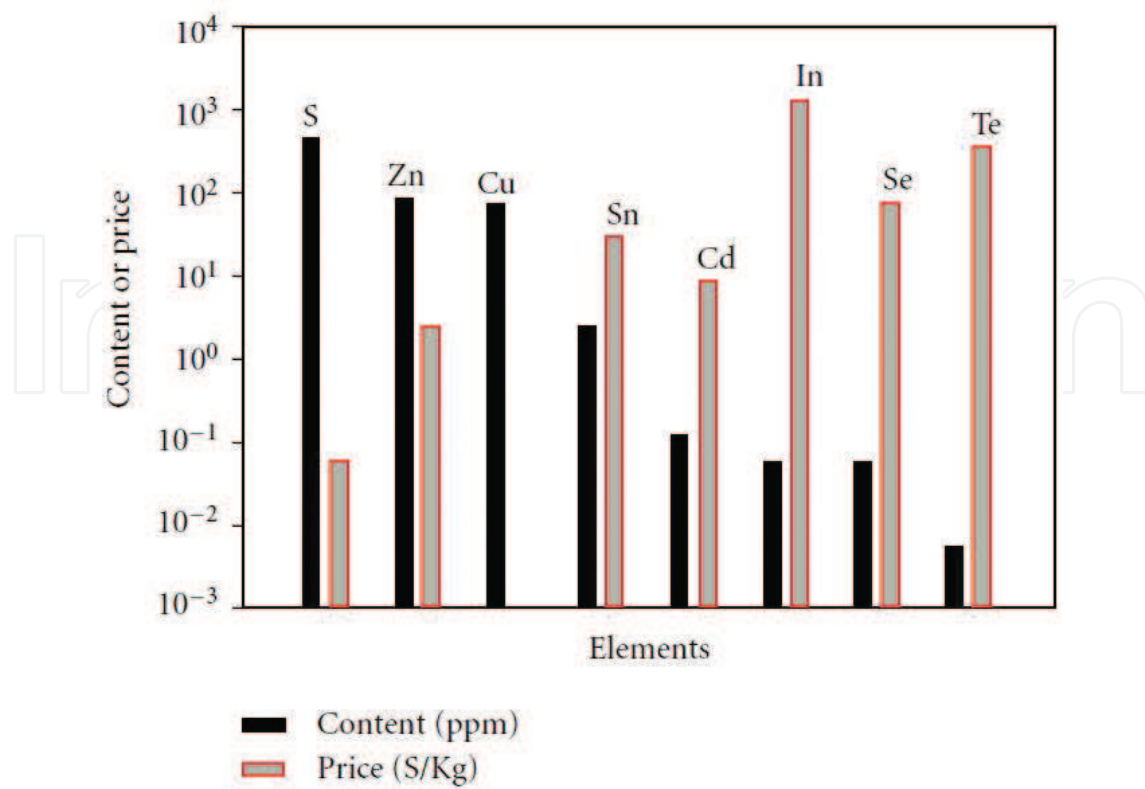 Content or price
10⁴
10³
10²
10¹
10⁰
10⁻¹
10⁻²
10⁻³
S
Zn
Cu
Sn
Cd
In
Se
Te
Elements
Content (ppm)
Price (S/Kg)